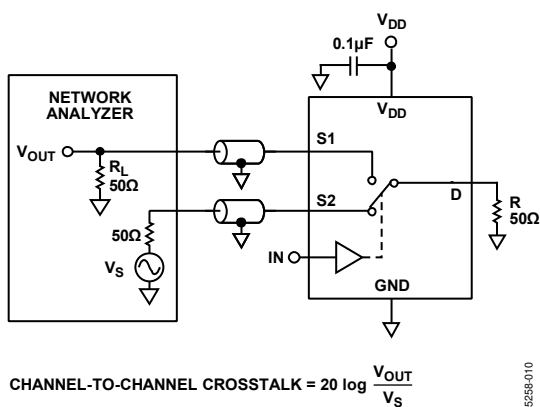 VDD
0.1µF
VDD
NETWORK
ANALYZER
VOUT
RL
50Ω
S1
S2
D
R
50Ω
50Ω
VS
IN
GND
CHANNEL-TO-CHANNEL CROSSTALK = 20 log VOUT
VS
5258-010